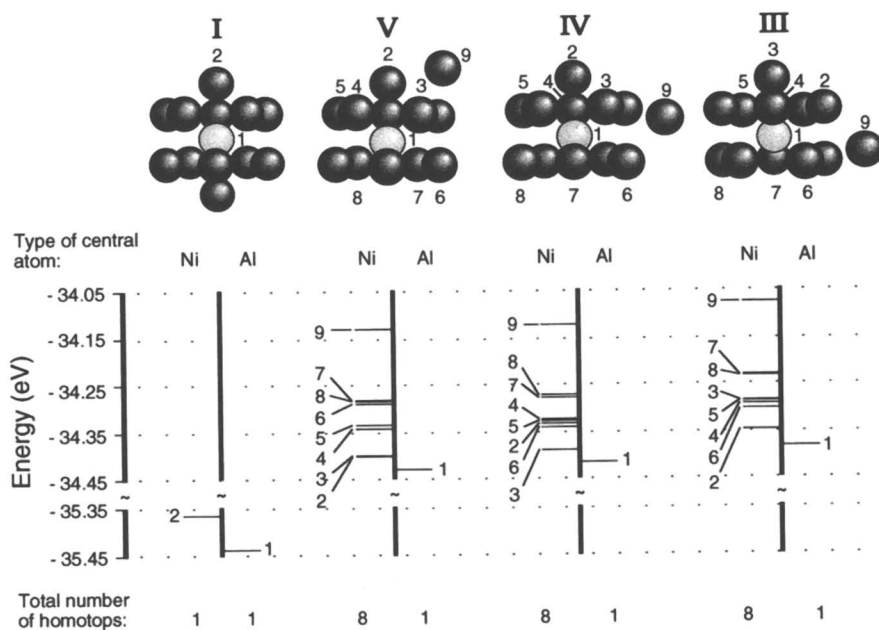 I V IV III
2 2 9 2 3
5 4 3 5 4 3 9 5 4 2 9
1 1 1 1
8 7 6 8 7 6 8 7 6
Type of central
atom: Ni Al Ni Al Ni Al Ni Al
Energy (eV)
- 34.05
- 34.15
- 34.25
- 34.35
- 34.45
~ ~ ~ ~ ~
- 35.35
- 35.45
2 1
9 7 8 6 5 4 3 2 1
9 8 7 4 5 2 6 3 1
9 7 8 3 5 4 6 2 1
Total number
of homotops: 1 1 8 1 8 1 8 1